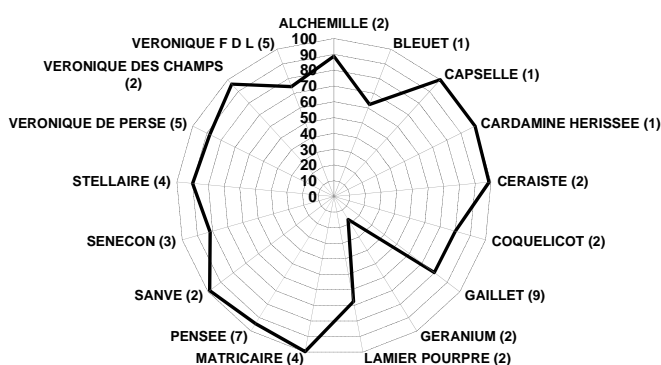 ALCHEMILLE (2)
BLEUET (1)
CAPSELLE (1)
CARDAMINE HERISSEE (1)
CERAISTE (2)
COQUELICOT (2)
GAILLET (9)
GERANIUM (2)
LAMIER POURPRE (2)
MATRICAIRE (4)
PENSEE (7)
SANVE (2)
SENECON (3)
STELLAIRE (4)
VERONIQUE DE PERSE (5)
VERONIQUE DES CHAMPS
(2)
VERONIQUE F D L (5)
100
90
80
70
60
50
40
30
20
10
0